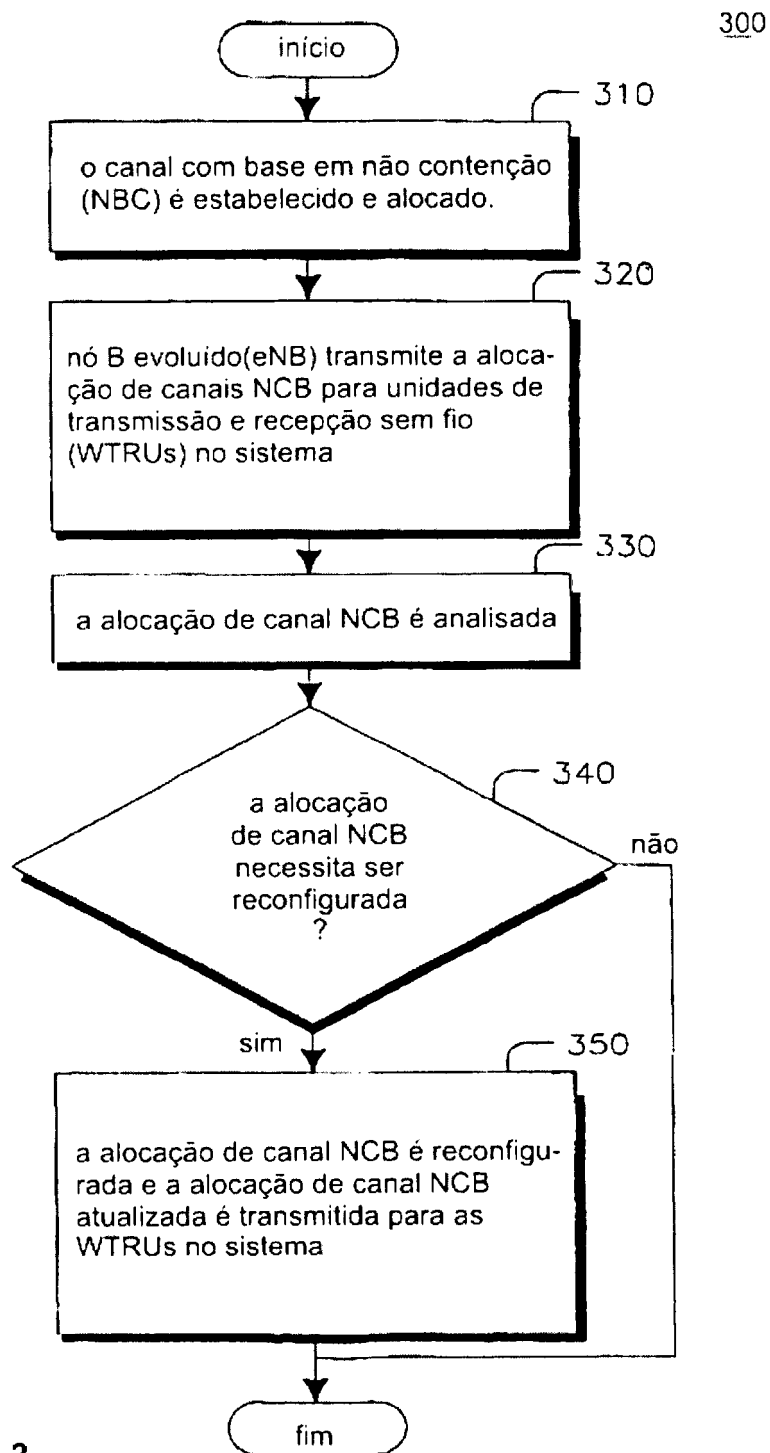 300
início
310
o canal com base em não contenção
(NBC) é estabelecido e alocado.
320
nó B evoluído(eNB) transmite a aloca-
ção de canais NCB para unidades de
transmissão e recepção sem fio
(WTRUs) no sistema
330
a alocação de canal NCB é analisada
340
a alocação
de canal NCB
necessita ser
reconfigurada
?
não
sim
350
a alocação de canal NCB é reconfigu-
rada e a alocação de canal NCB
atualizada é transmitida para as
WTRUs no sistema
fim